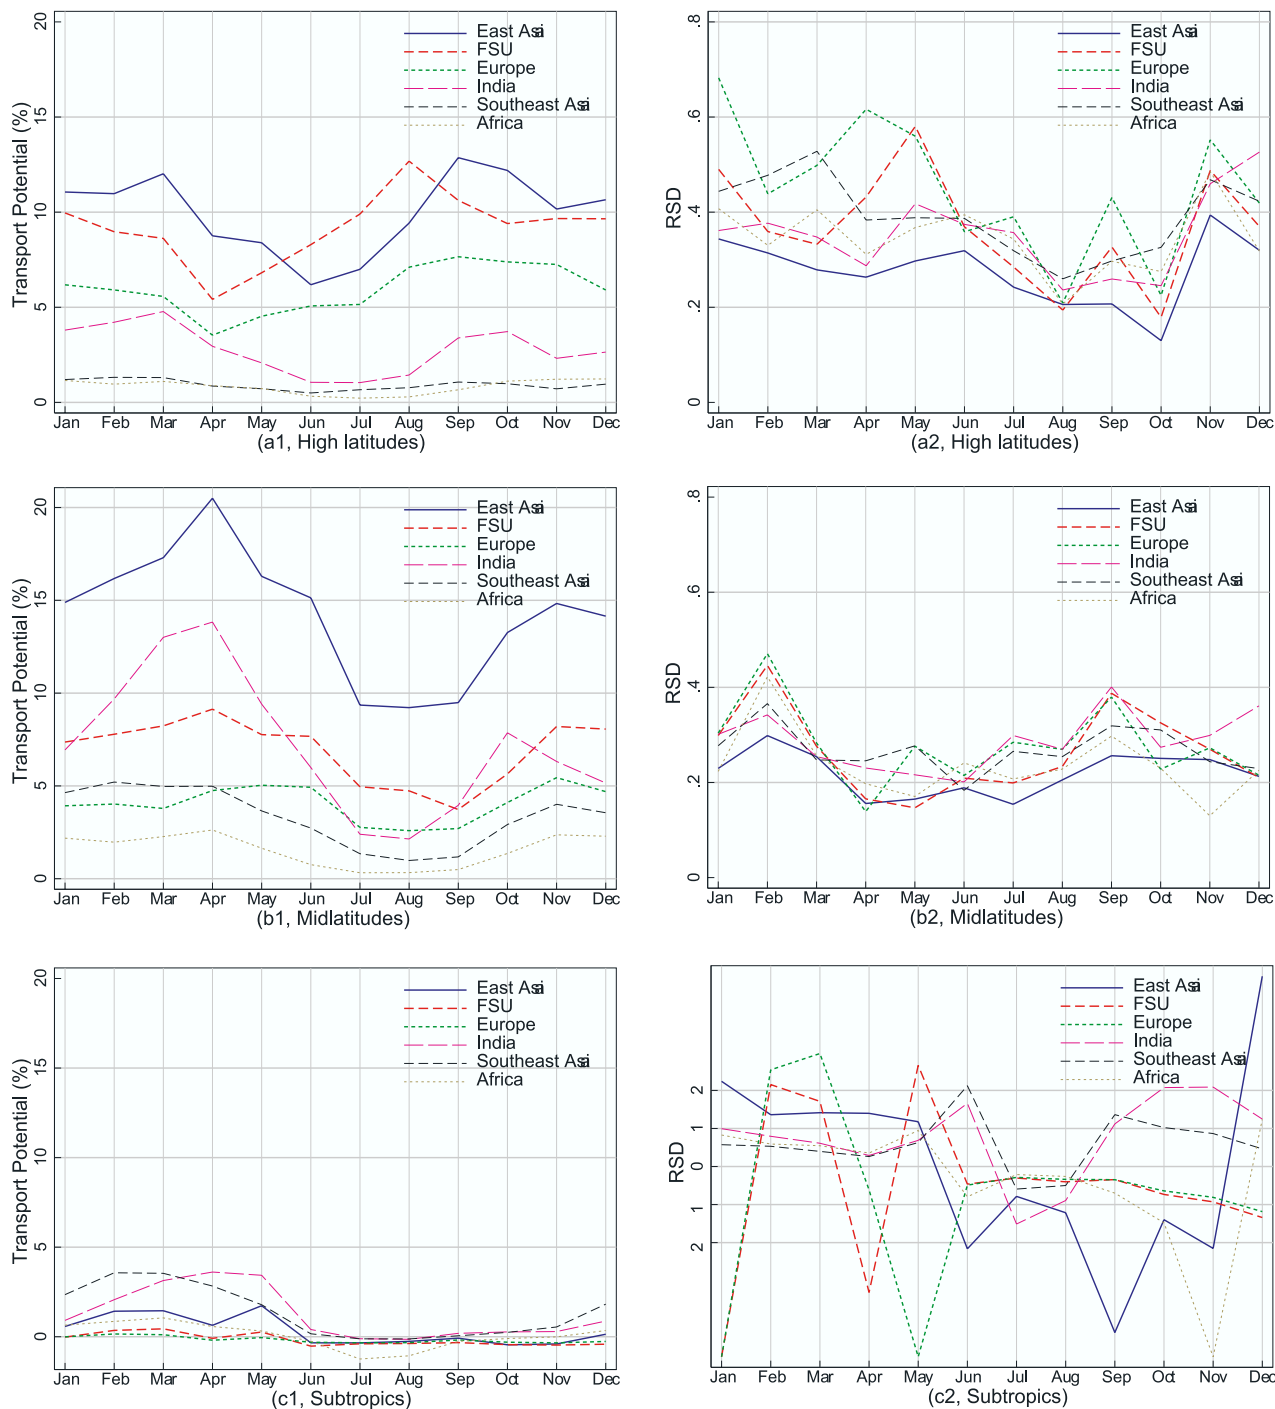 20
15
10
5
0
Transport Potential (%)
East Asia
FSU
Europe
India
Southeast Asia
Africa
Jan Feb Mar Apr May Jun Jul Aug Sep Oct Nov Dec
(a1, High latitudes)
.8
.6
.4
.2
0
RSD
East Asia
FSU
Europe
India
Southeast Asia
Africa
Jan Feb Mar Apr May Jun Jul Aug Sep Oct Nov Dec
(a2, High latitudes)
20
15
10
5
0
Transport Potential (%)
East Asia
FSU
Europe
India
Southeast Asia
Africa
Jan Feb Mar Apr May Jun Jul Aug Sep Oct Nov Dec
(b1, Midlatitudes)
.8
.6
.4
.2
0
RSD
East Asia
FSU
Europe
India
Southeast Asia
Africa
Jan Feb Mar Apr May Jun Jul Aug Sep Oct Nov Dec
(b2, Midlatitudes)
20
15
10
5
0
Transport Potential (%)
East Asia
FSU
Europe
India
Southeast Asia
Africa
Jan Feb Mar Apr May Jun Jul Aug Sep Oct Nov Dec
(c1, Subtropics)
2
1
0
1
2
RSD
East Asia
FSU
Europe
India
Southeast Asia
Africa
Jan Feb Mar Apr May Jun Jul Aug Sep Oct Nov Dec
(c2, Subtropics)